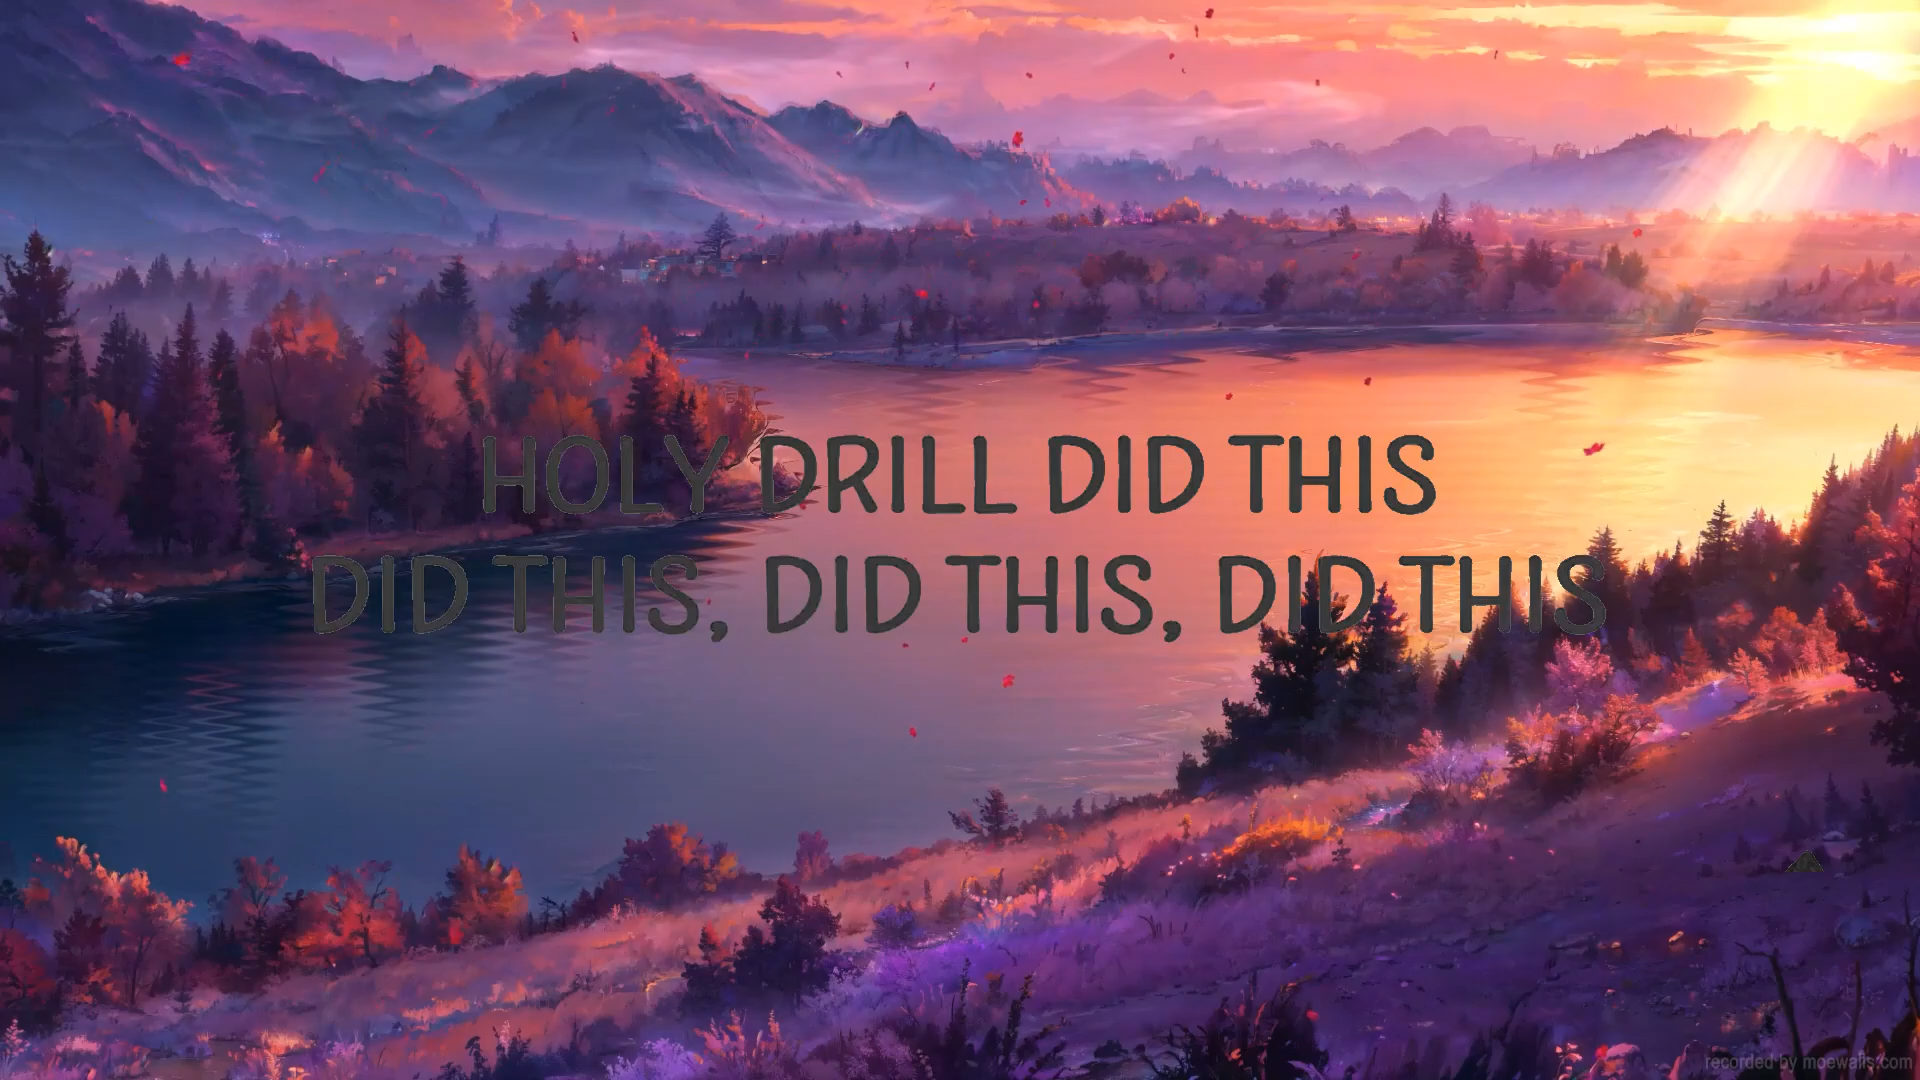 HOLY DRILL DID THIS
DID THIS, DID THIS, DID THIS
recorded by moewalls.com